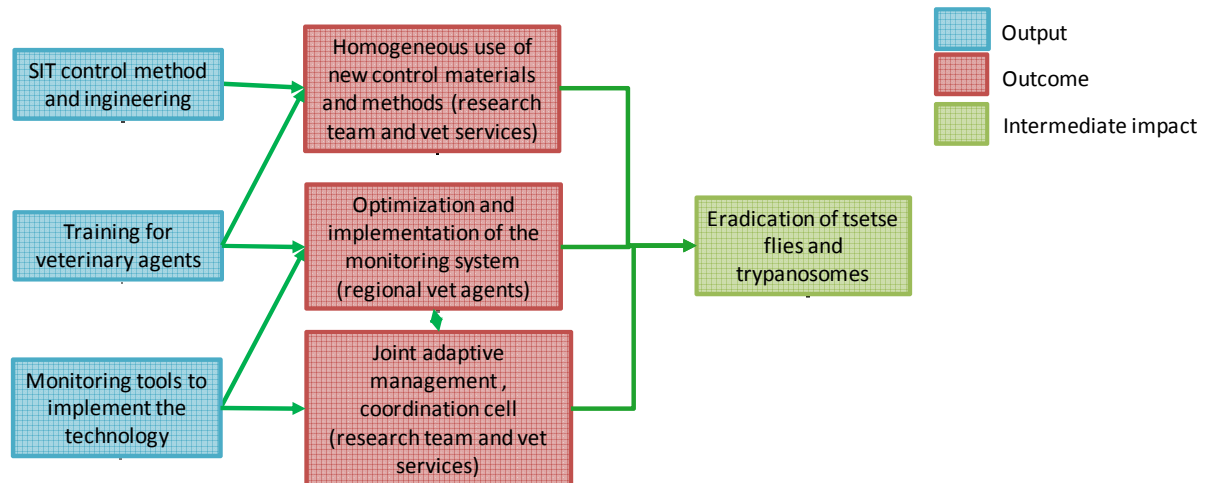 SIT control method
and ingineering
Training for
veterinary agents
Monitoring tools to
implement the
technology
Homogeneous use of
new control materials
and methods (research
team and vet services)
Optimization and
implementation of the
monitoring system
(regional vet agents)
Joint adaptive
management ,
coordination cell
(research team and vet
services)
Eradication of tsetse
flies and
trypanosomes
Output
Outcome
Intermediate impact